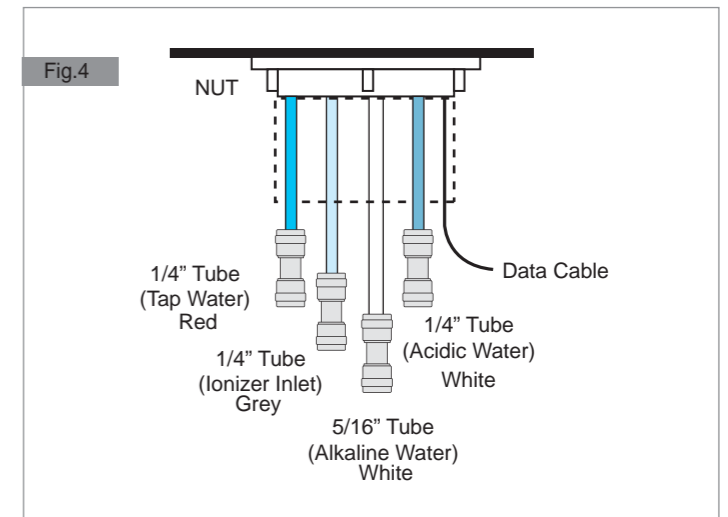 Fig.4
NUT
Data Cable
1/4” Tube
(Tap Water)
Red
1/4” Tube
(Ionizer Inlet)
Grey
5/16” Tube
(Alkaline Water)
White
1/4” Tube
(Acidic Water)
White